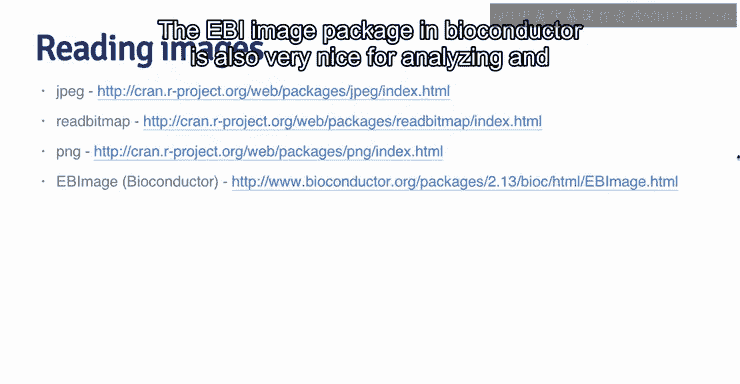 The EBI image package in bioconductor
is also very nice for analyzing and
Reading images
· jpeg - http://cran.r-project.org/web/packages/jpeg/index.html
· readbitmap - http://cran.r-project.org/web/packages/readbitmap/index.html
· png - http://cran.r-project.org/web/packages/png/index.html
· EBImage (Bioconductor) - http://www.bioconductor.org/packages/2.13/bioc/html/EBImage.html